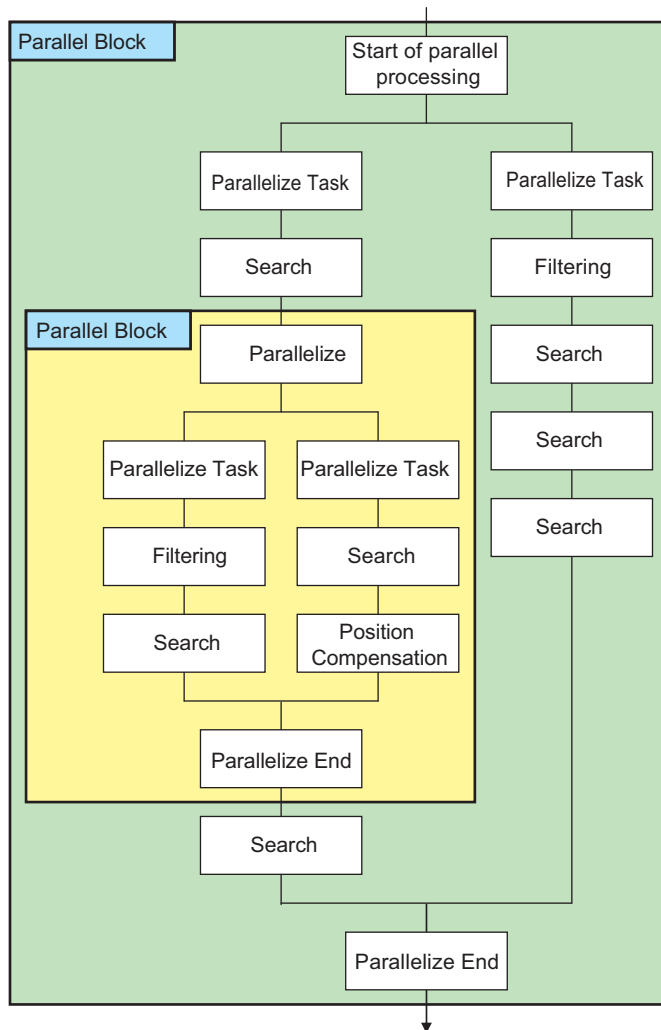 Parallel Block
Start of parallel
processing
Parallelize Task
Parallelize Task
Search
Filtering
Parallel Block
Parallelize
Search
Search
Parallelize Task
Parallelize Task
Filtering
Search
Search
Search
Position
Compensation
Parallelize End
Search
Parallelize End